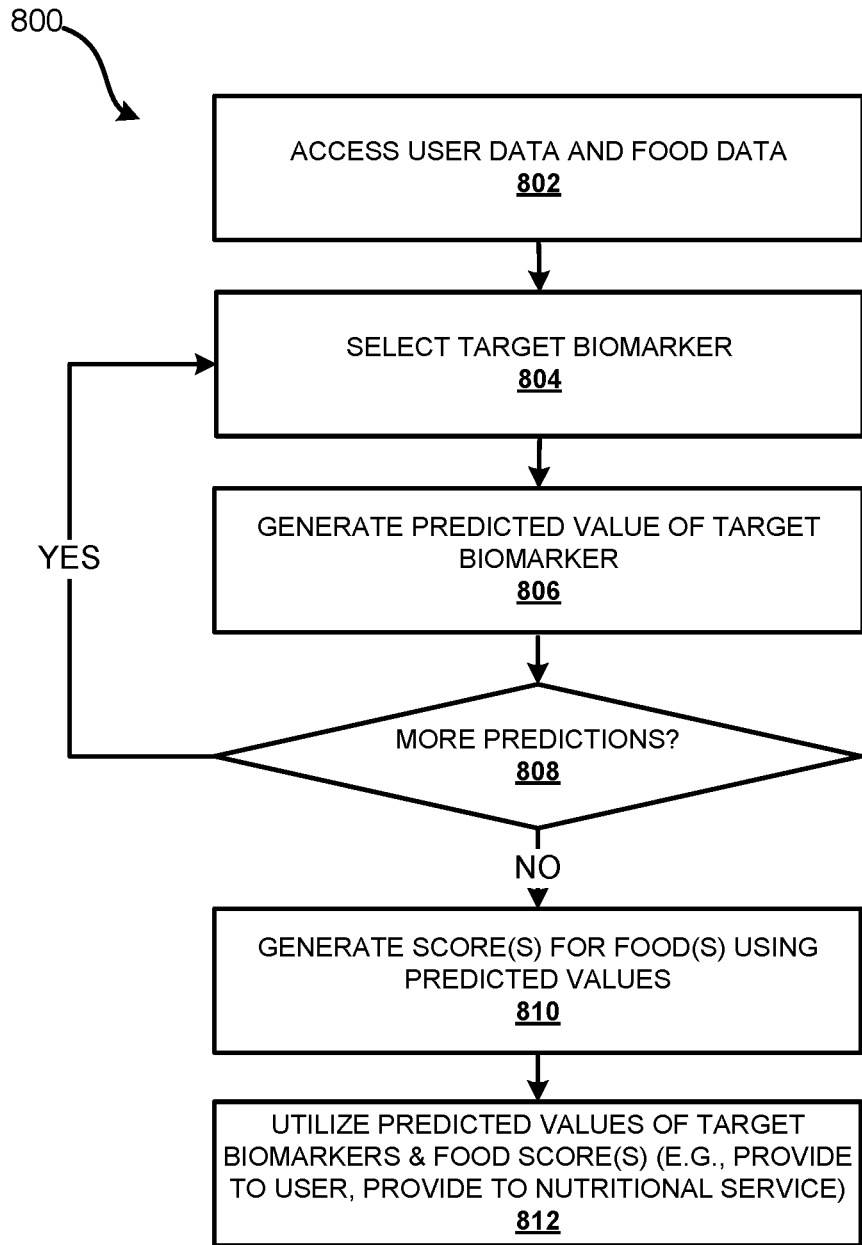 800
ACCESS USER DATA AND FOOD DATA
802
SELECT TARGET BIOMARKER
804
GENERATE PREDICTED VALUE OF TARGET
BIOMARKER
806
YES
MORE PREDICTIONS?
808
NO
GENERATE SCORE(S) FOR FOOD(S) USING
PREDICTED VALUES
810
UTILIZE PREDICTED VALUES OF TARGET
BIOMARKERS & FOOD SCORE(S) (E.G., PROVIDE
TO USER, PROVIDE TO NUTRITIONAL SERVICE)
812